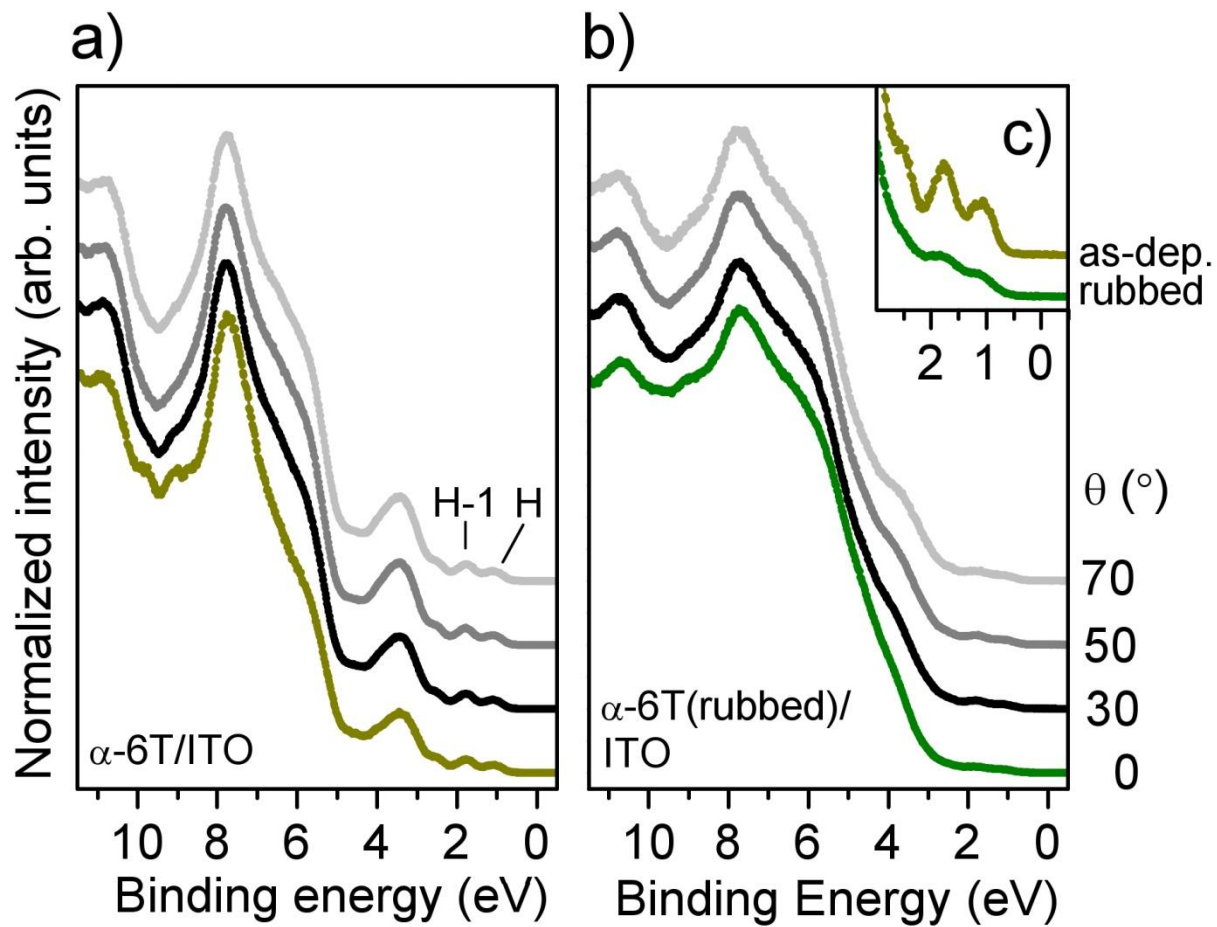 a)
b)
c)
Normalized intensity (arb. units)
H-1
H
as-dep.
rubbed
2 1 0
θ (°)
70
50
30
0
α-6T/ITO
α-6T(rubbed)/
ITO
10 8 6 4 2 0
10 8 6 4 2 0
Binding energy (eV)
Binding Energy (eV)